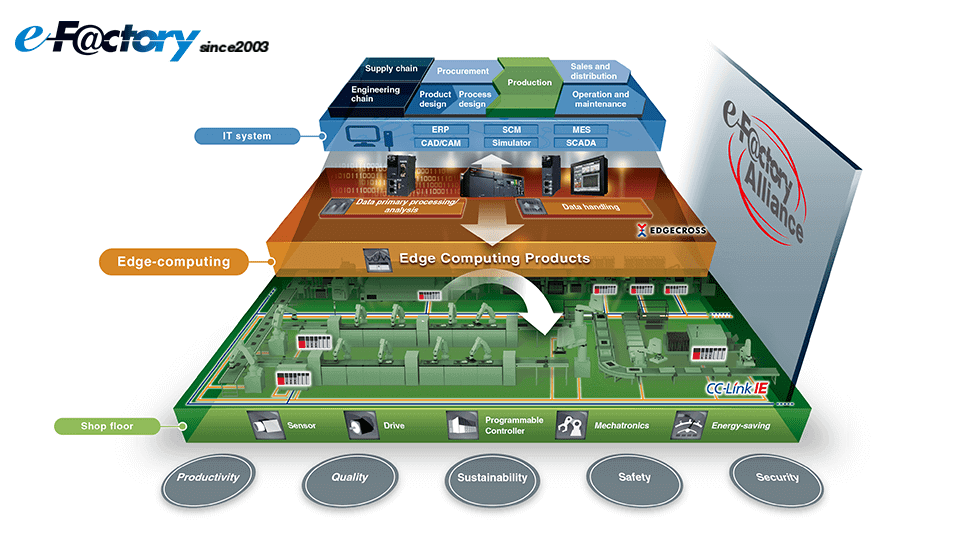 e-F@ctory since2003
Supply chain
Procurement
Production
Sales and
distribution
Engineering
chain
Product
design
Process
design
Operation and
maintenance
IT system
ERP
SCM
MES
CAD/CAM
Simulator
SCADA
Data primary processing/
analysis
Data handling
EDGECROSS
Edge-computing
Edge Computing Products
e-F@ctory
Alliance
CC-Link IE
Shop floor
Sensor
Drive
Programmable
Controller
Mechatronics
Energy-saving
Productivity
Quality
Sustainability
Safety
Security